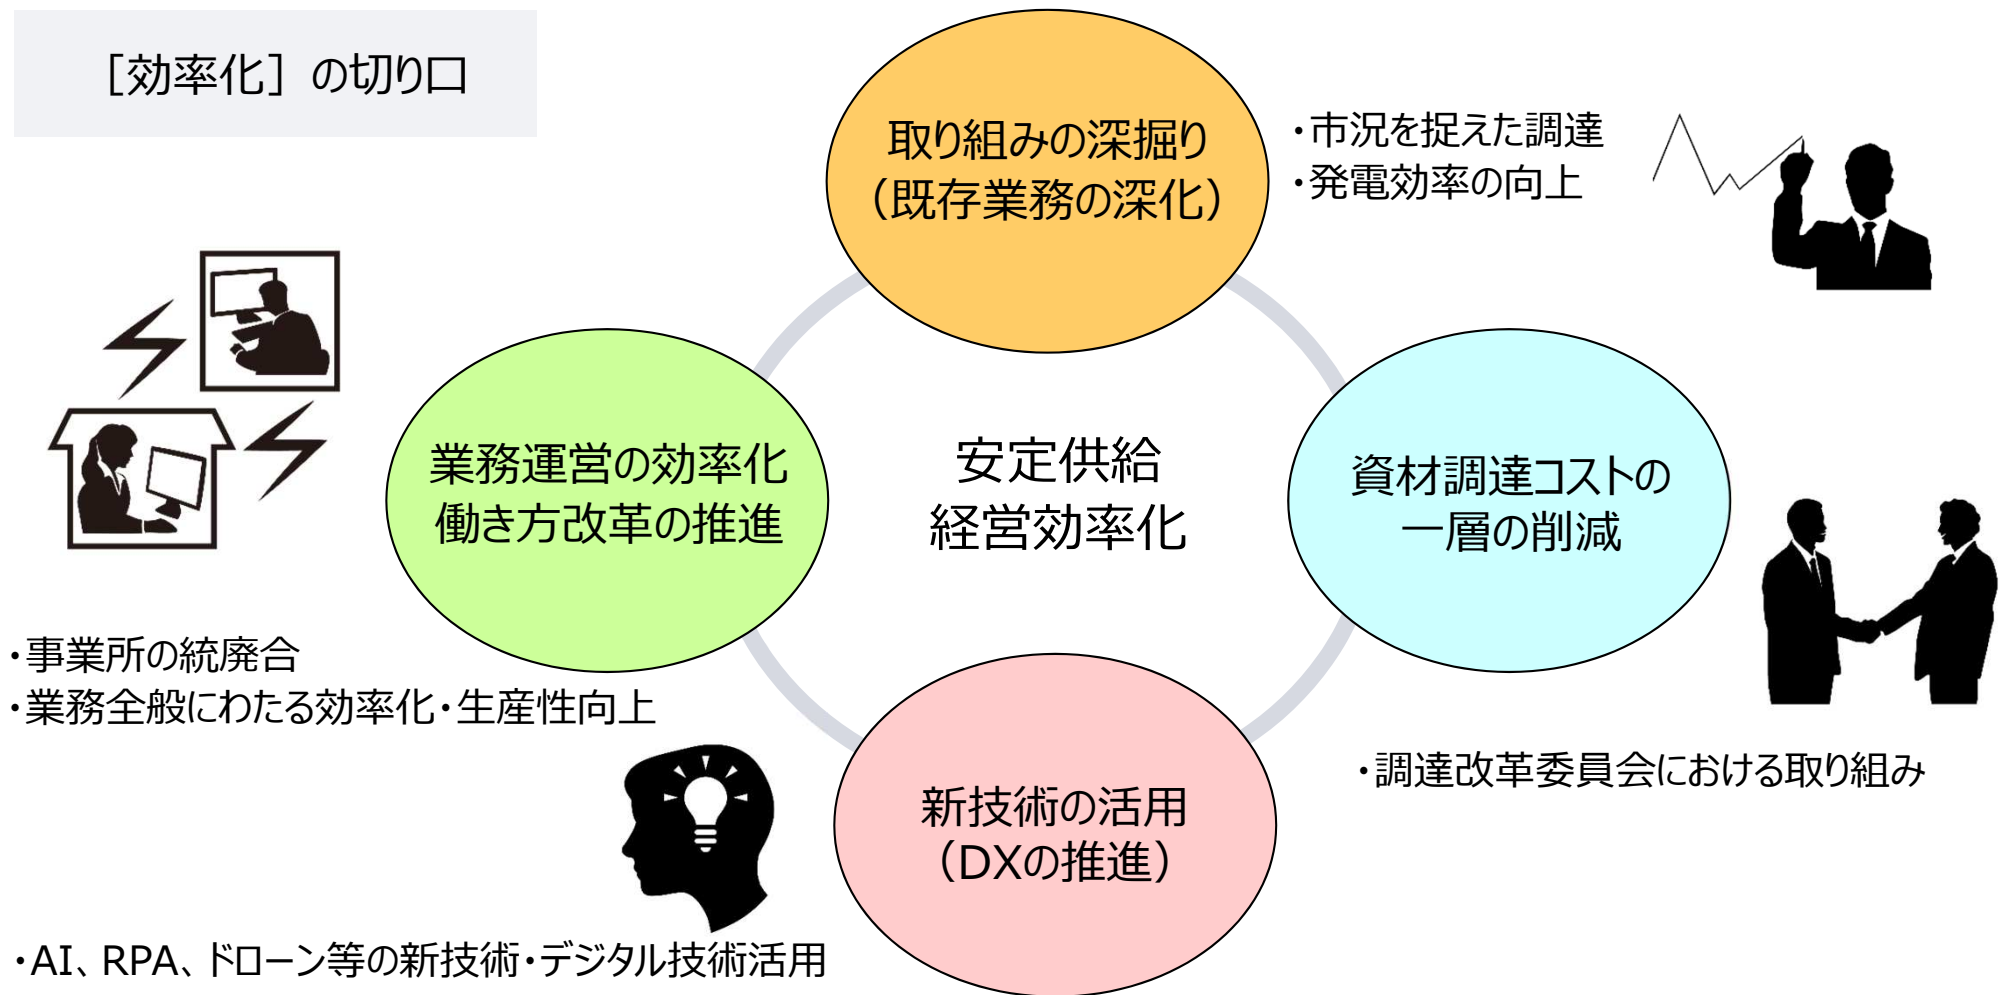 ［効率化］の切り口
取り組みの深掘り
（既存業務の深化）
・市況を捉えた調達
・発電効率の向上
業務運営の効率化
働き方改革の推進
安定供給
経営効率化
資材調達コストの
一層の削減
・事業所の統廃合
・業務全般にわたる効率化・生産性向上
・調達改革委員会における取り組み
新技術の活用
（DXの推進）
・AI、RPA、ドローン等の新技術・デジタル技術活用